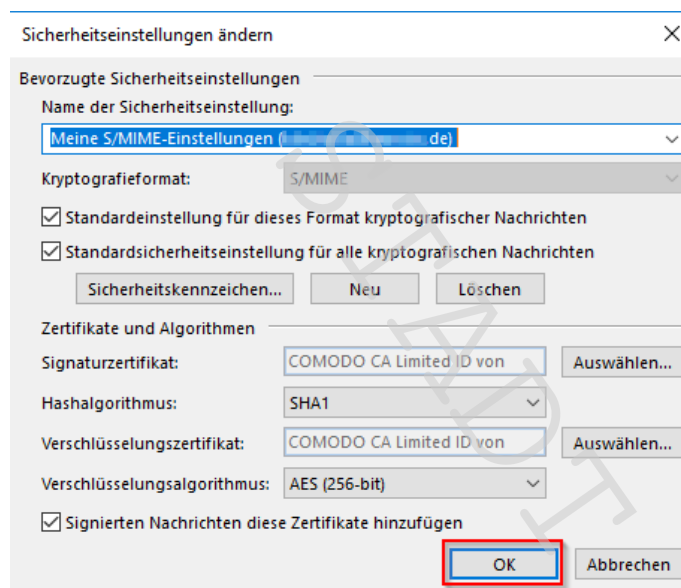 Sicherheitseinstellungen ändern
Bevorzugte Sicherheitseinstellungen
Name der Sicherheitseinstellung:
Meine S/MIME-Einstellungen ( de)
Kryptografieformat: S/MIME
Standardeinstellung für dieses Format kryptografischer Nachrichten
Standardsicherheitseinstellung für alle kryptografischen Nachrichten
Sicherheitskennzeichen... Neu Löschen
Zertifikate und Algorithmen
Signaturzertifikat: COMODO CA Limited ID von Auswählen...
Hashalgorithmus: SHA1
Verschlüsselungszertifikat: COMODO CA Limited ID von Auswählen...
Verschlüsselungsalgorithmus: AES (256-bit)
Signierten Nachrichten diese Zertifikate hinzufügen
OK Abbrechen
STADT